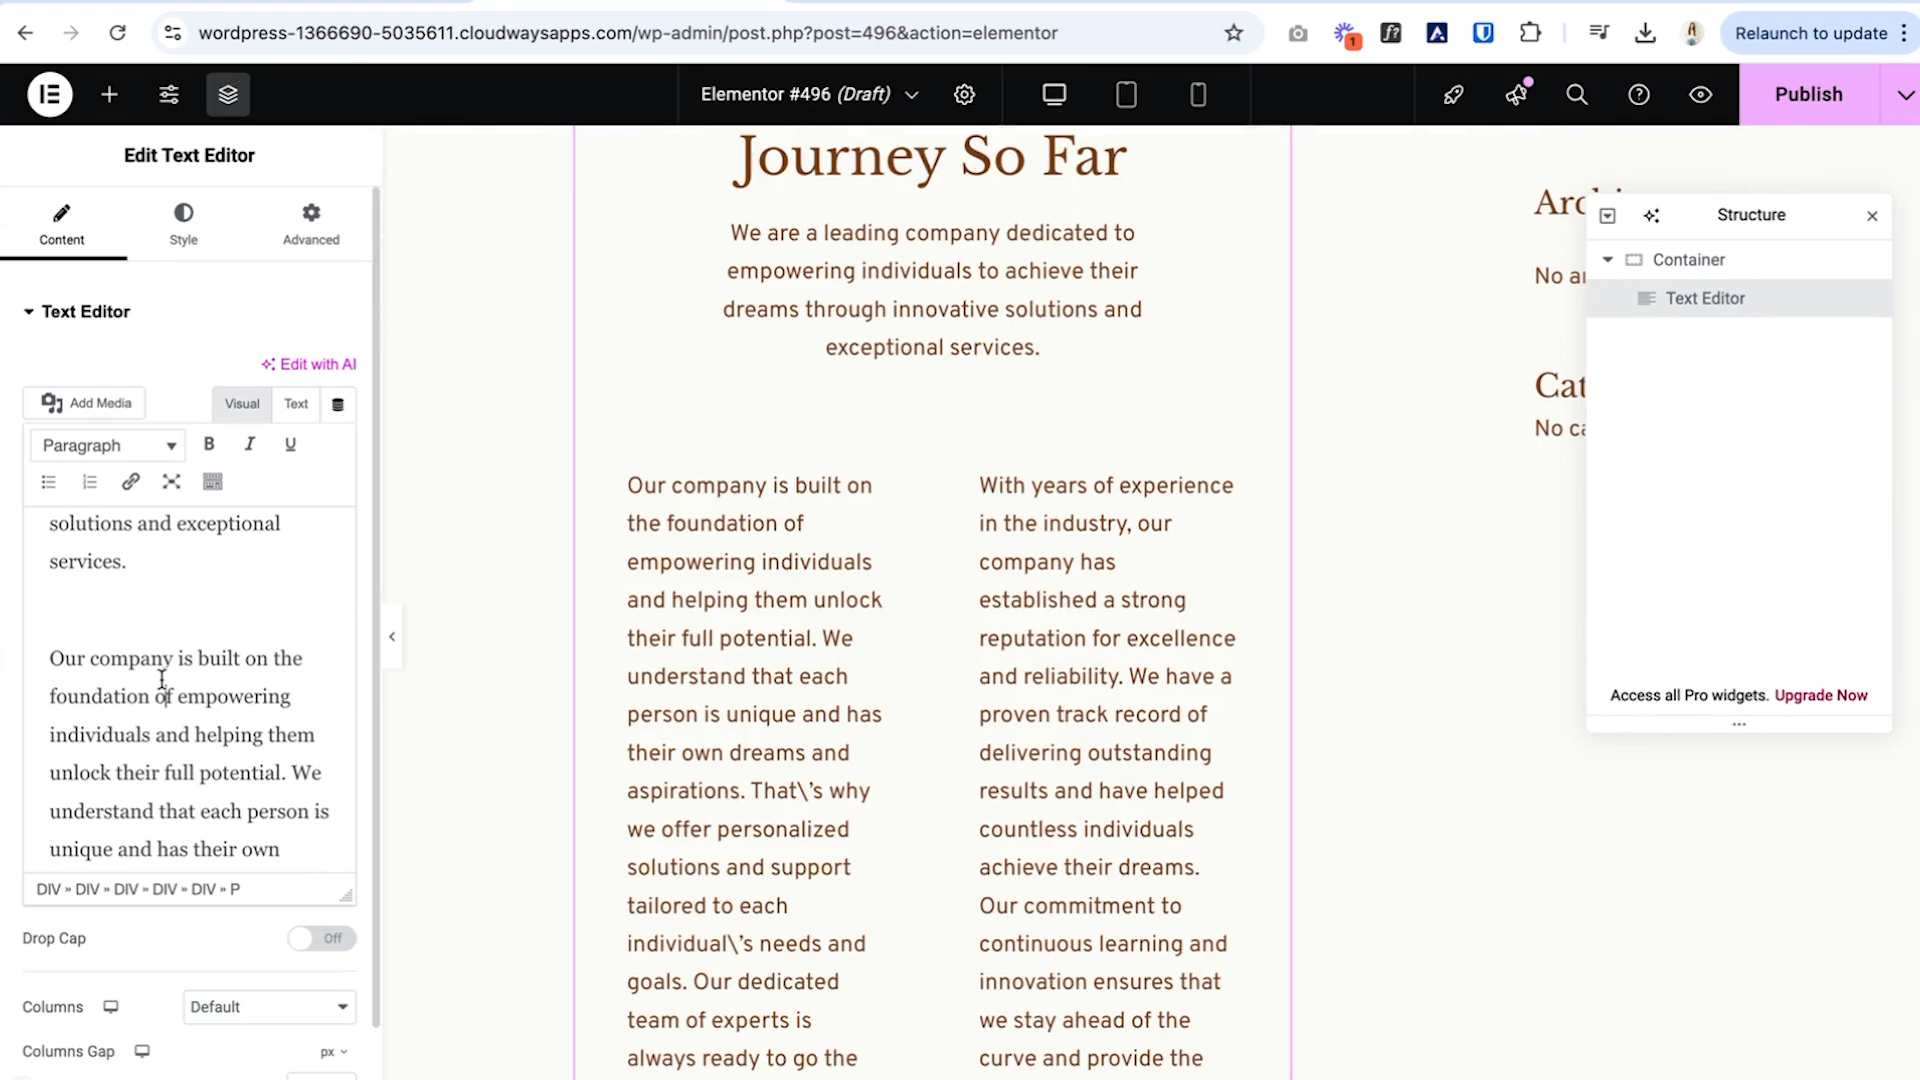 wordpress-1366690-5035611.cloudwaysapps.com/wp-admin/post.php?post=496&action=elementor
1
f?
Relaunch to update
Elementor #496 (Draft)
Publish
Edit Text Editor
Content
Style
Advanced
Text Editor
Edit with AI
Add Media
Visual
Text
Paragraph
B
I
U
solutions and exceptional
services.
Our company is built on the
foundation of empowering
individuals and helping them
unlock their full potential. We
understand that each person is
unique and has their own
DIV » DIV » DIV » DIV » DIV » P
Drop Cap
Off
Columns
Default
Columns Gap
px
Journey So Far
We are a leading company dedicated to
empowering individuals to achieve their
dreams through innovative solutions and
exceptional services.
Our company is built on
the foundation of
empowering individuals
and helping them unlock
their full potential. We
understand that each
person is unique and has
their own dreams and
aspirations. That\’s why
we offer personalized
solutions and support
tailored to each
individual\’s needs and
goals. Our dedicated
team of experts is
always ready to go the
With years of experience
in the industry, our
company has
established a strong
reputation for excellence
and reliability. We have a
proven track record of
delivering outstanding
results and have helped
countless individuals
achieve their dreams.
Our commitment to
continuous learning and
innovation ensures that
we stay ahead of the
curve and provide the
No
Cat
No
Structure
Container
Text Editor
Access all Pro widgets. Upgrade Now